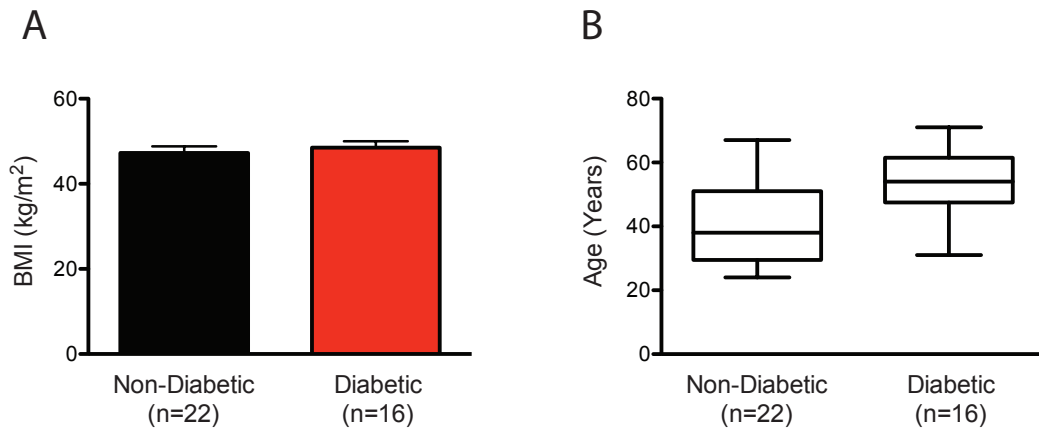 A
BMI (kg/m²)
60
40
20
0
Non-Diabetic
(n=22)
Diabetic
(n=16)
B
Age (Years)
80
60
40
20
0
Non-Diabetic
(n=22)
Diabetic
(n=16)